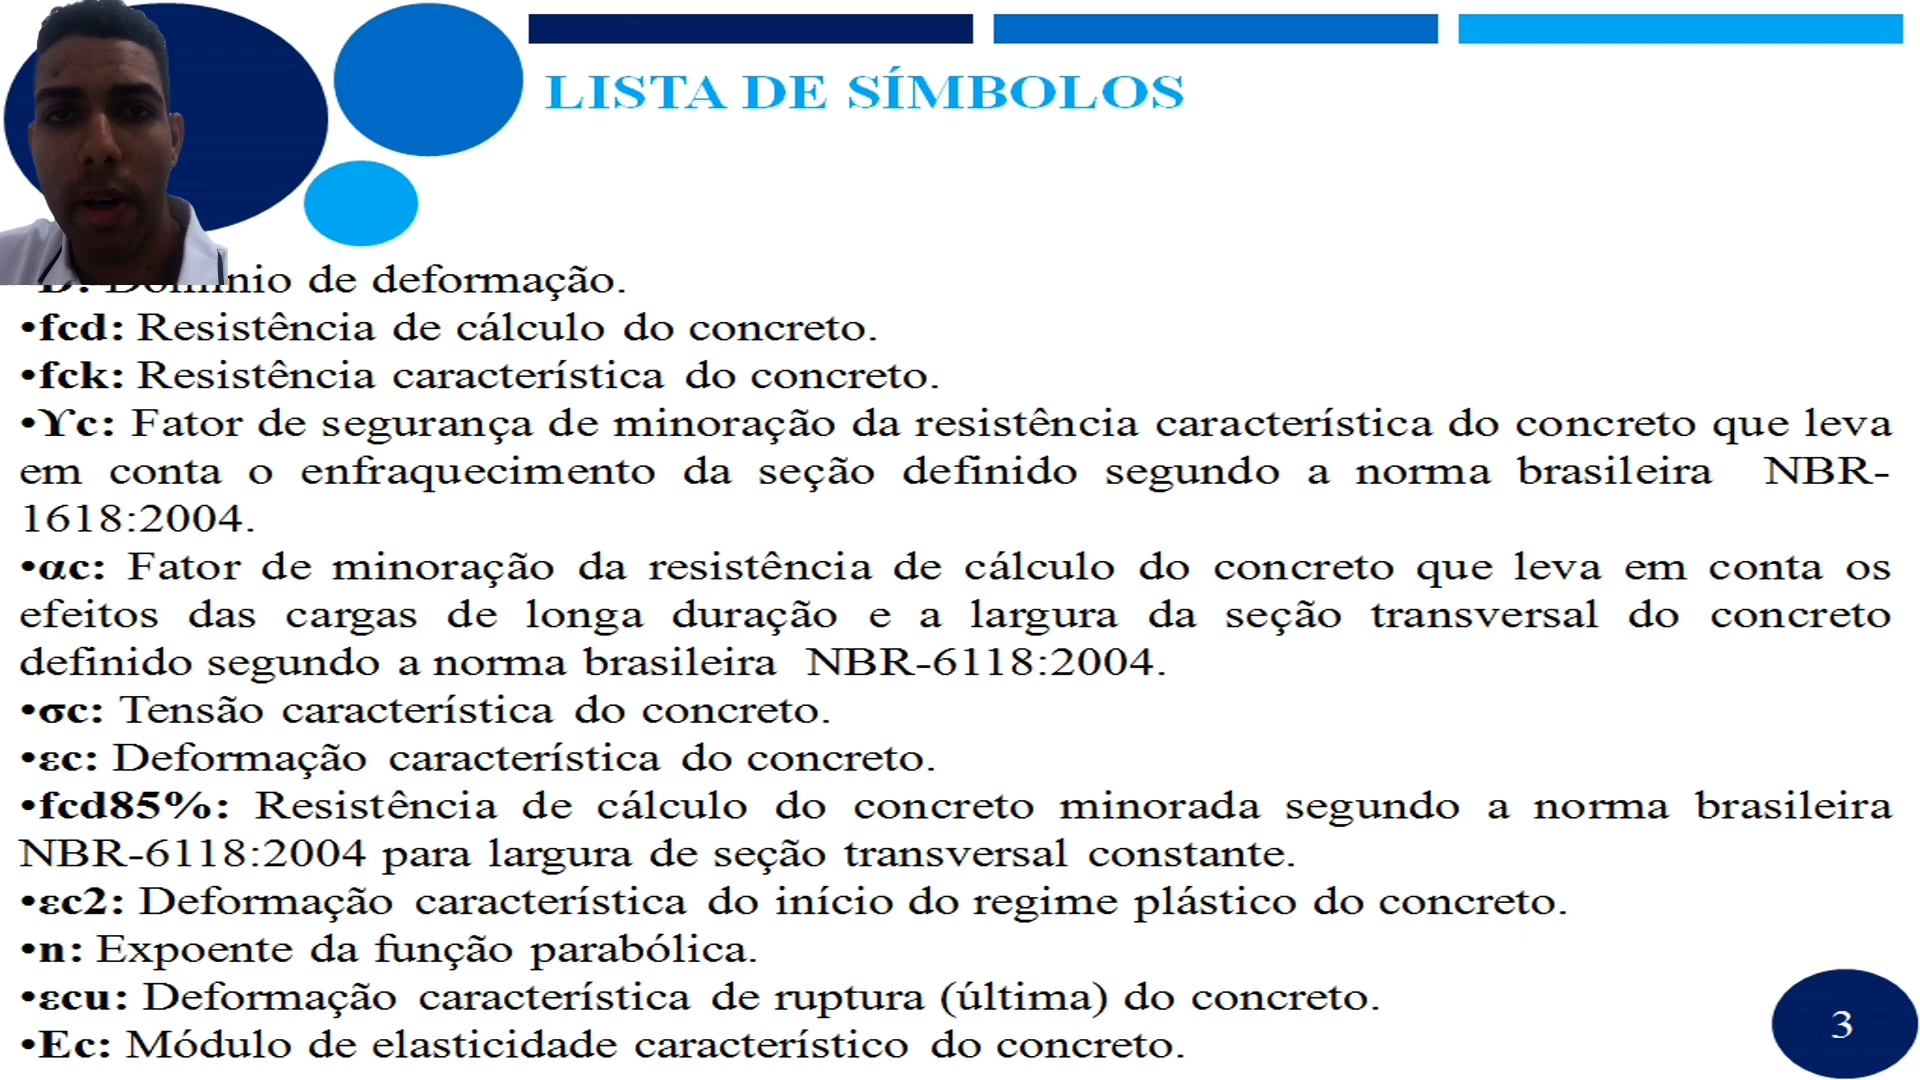 LISTA DE SÍMBOLOS
D: Domínio de deformação.
•fcd: Resistência de cálculo do concreto.
•fck: Resistência característica do concreto.
•ϒc: Fator de segurança de minoração da resistência característica do concreto que leva
em conta o enfraquecimento da seção definido segundo a norma brasileira NBR-
1618:2004.
•αc: Fator de minoração da resistência de cálculo do concreto que leva em conta os
efeitos das cargas de longa duração e a largura da seção transversal do concreto
definido segundo a norma brasileira NBR-6118:2004.
•σc: Tensão característica do concreto.
•εc: Deformação característica do concreto.
•fcd85%: Resistência de cálculo do concreto minorada segundo a norma brasileira
NBR-6118:2004 para largura de seção transversal constante.
•εc2: Deformação característica do início do regime plástico do concreto.
•n: Expoente da função parabólica.
•εcu: Deformação característica de ruptura (última) do concreto.
•Ec: Módulo de elasticidade característico do concreto.
3